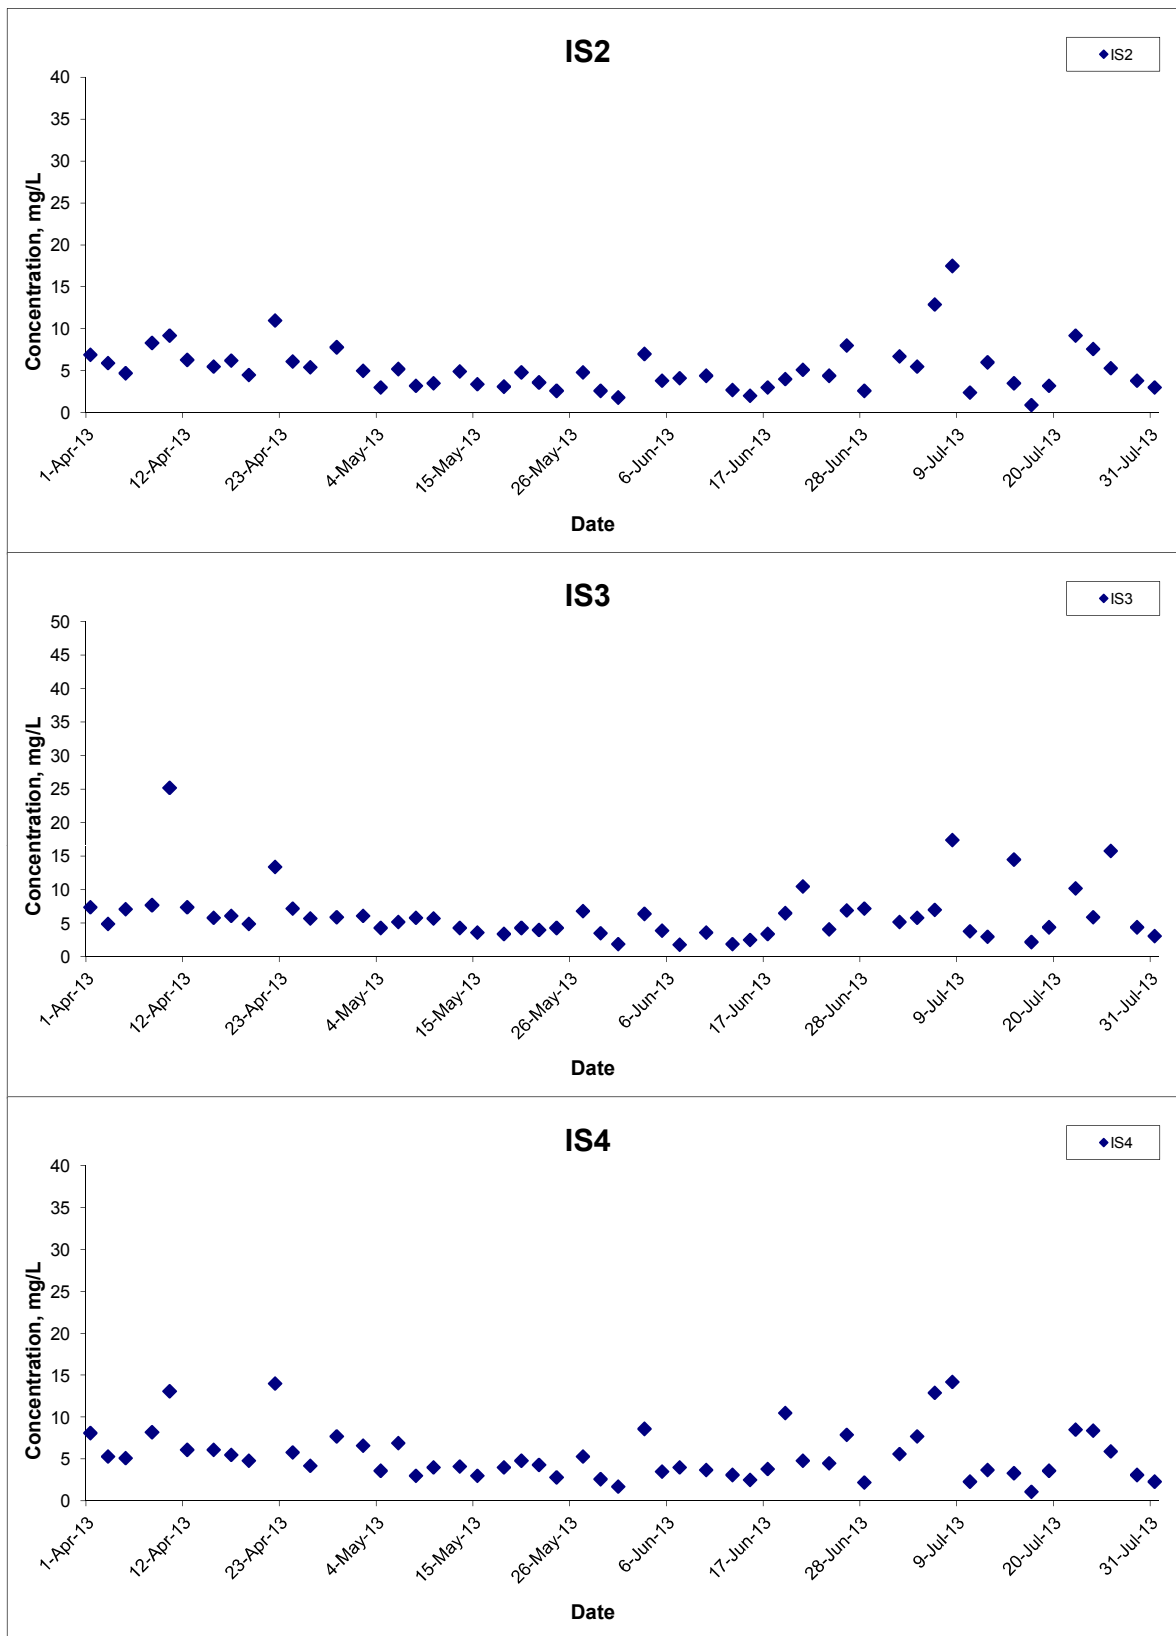 IS2
IS2
Concentration, mg/L
40
35
30
25
20
15
10
5
0
1-Apr-13
12-Apr-13
23-Apr-13
4-May-13
15-May-13
26-May-13
6-Jun-13
17-Jun-13
28-Jun-13
9-Jul-13
20-Jul-13
31-Jul-13
Date
IS3
IS3
Concentration, mg/L
50
45
40
35
30
25
20
15
10
5
0
1-Apr-13
12-Apr-13
23-Apr-13
4-May-13
15-May-13
26-May-13
6-Jun-13
17-Jun-13
28-Jun-13
9-Jul-13
20-Jul-13
31-Jul-13
Date
IS4
IS4
Concentration, mg/L
40
35
30
25
20
15
10
5
0
1-Apr-13
12-Apr-13
23-Apr-13
4-May-13
15-May-13
26-May-13
6-Jun-13
17-Jun-13
28-Jun-13
9-Jul-13
20-Jul-13
31-Jul-13
Date